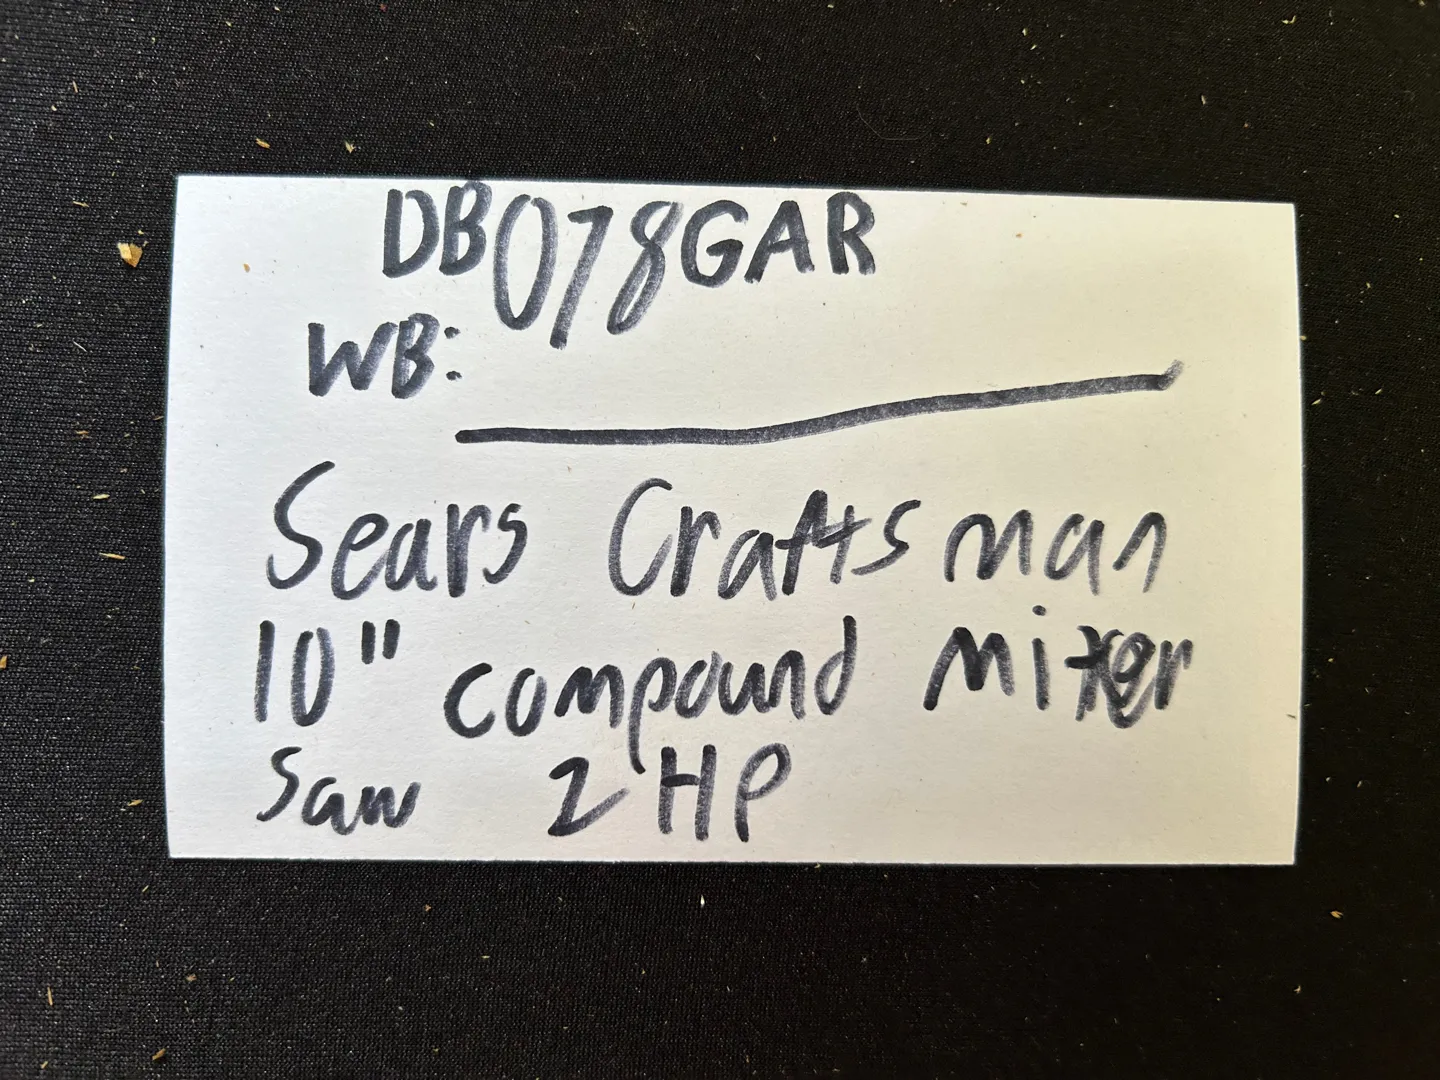 DB078GAR
WB:
Sears Craftsman
10" compound Miter
Saw 2HP